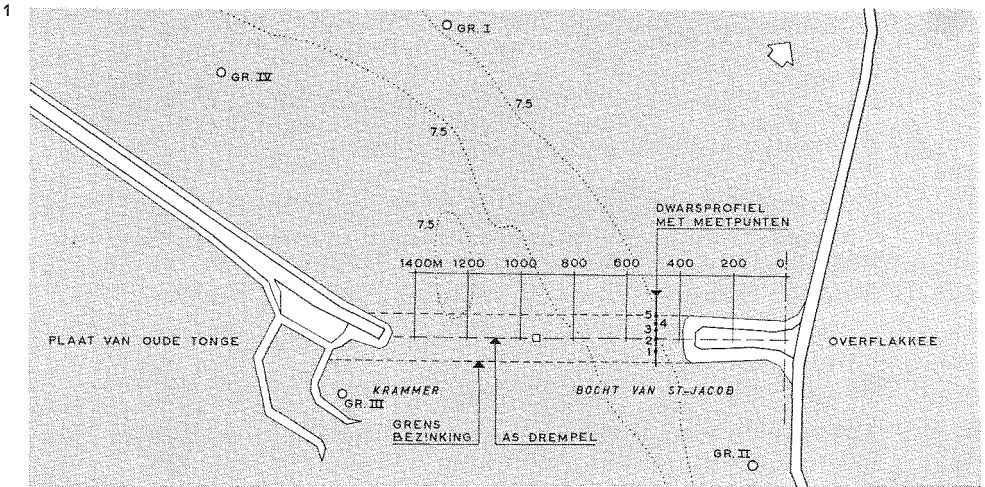 1
GR. I
GR. IV
7.5
7.5
7.5
DWARSPROFIEL
MET MEETPUNTEN
1400M 1200 1000 800 600 400 200 0
5
4
3
2
1
PLAAT VAN OUDE TONGE
OVERFLAKKEE
KRAMMER
BOCHT VAN ST-JACOB
GR. III
GRENS
BEZINKING
AS DREMPEL
GR. II